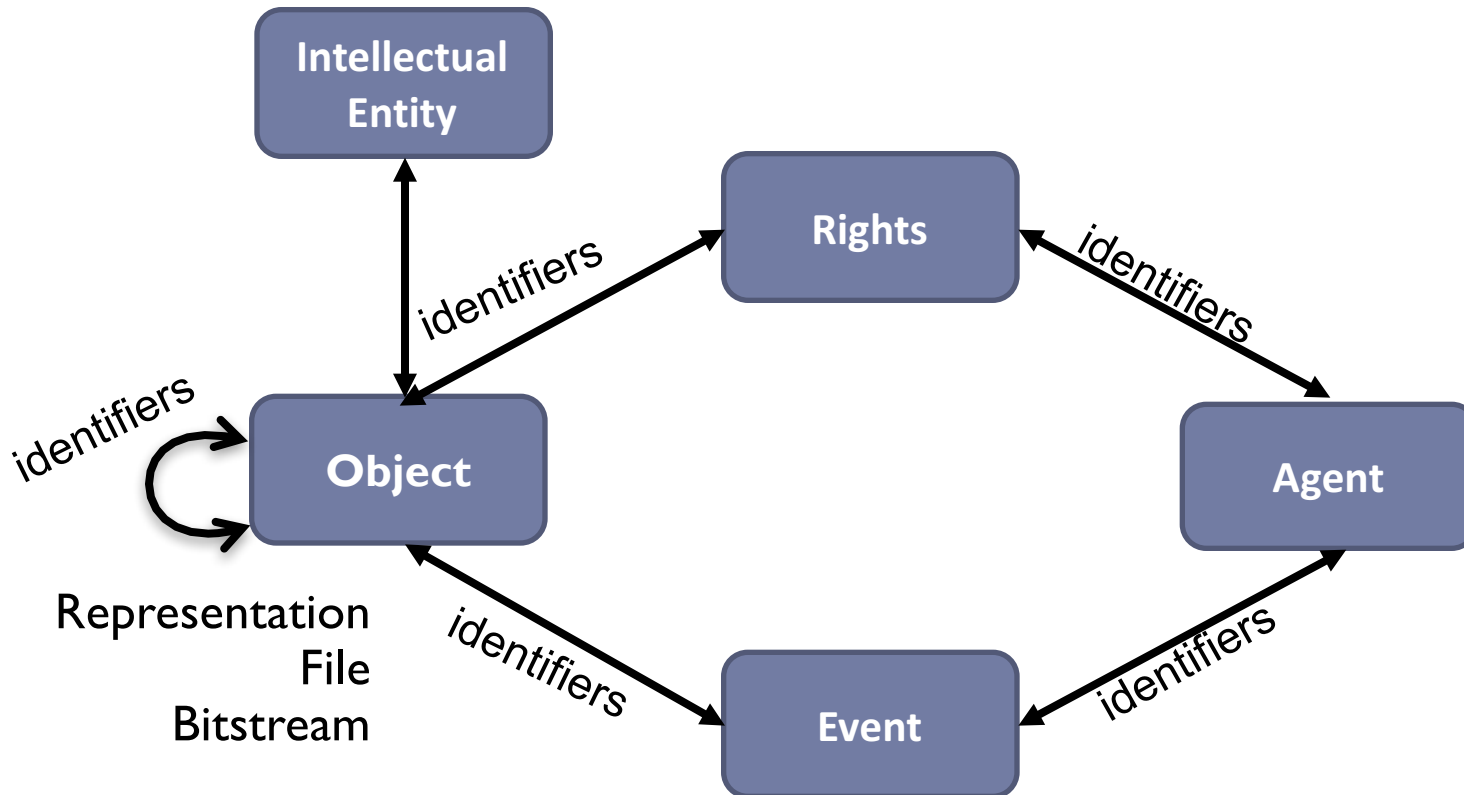 Intellectual
Entity
Rights
identifiers
identifiers
identifiers
Object
Agent
Representation
File
Bitstream
identifiers
identifiers
Event